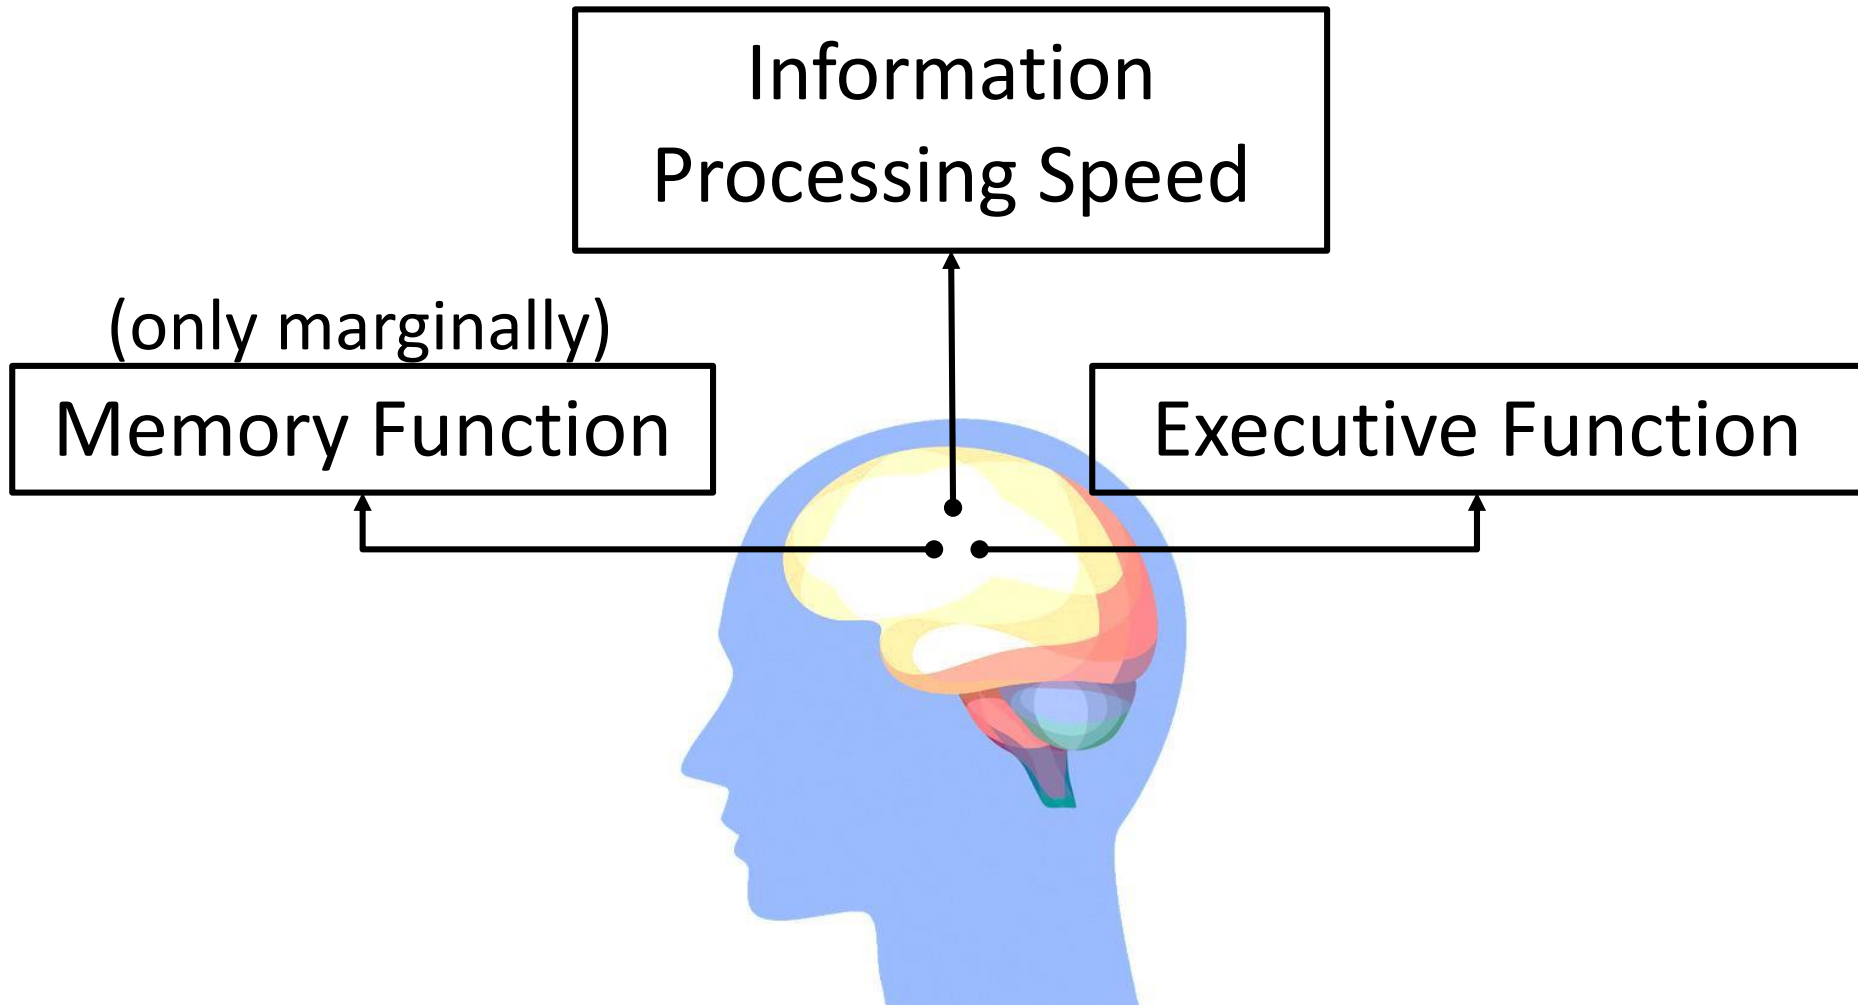 Information
Processing Speed
(only marginally)
Memory Function
Executive Function